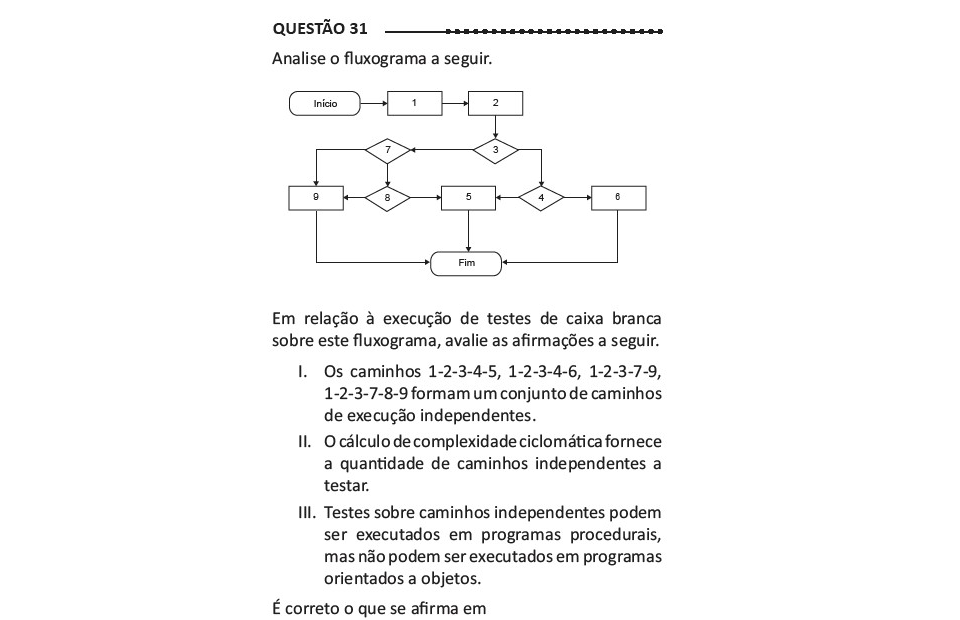 QUESTÃO 31
Analise o fluxograma a seguir.
Início
1
2
7
3
9
8
5
4
6
Fim
Em relação à execução de testes de caixa branca
sobre este fluxograma, avalie as afirmações a seguir.
I. Os caminhos 1-2-3-4-5, 1-2-3-4-6, 1-2-3-7-9,
1-2-3-7-8-9 formam um conjunto de caminhos
de execução independentes.
II. O cálculo de complexidade ciclomática fornece
a quantidade de caminhos independentes a
testar.
III. Testes sobre caminhos independentes podem
ser executados em programas procedurais,
mas não podem ser executados em programas
orientados a objetos.
É correto o que se afirma em